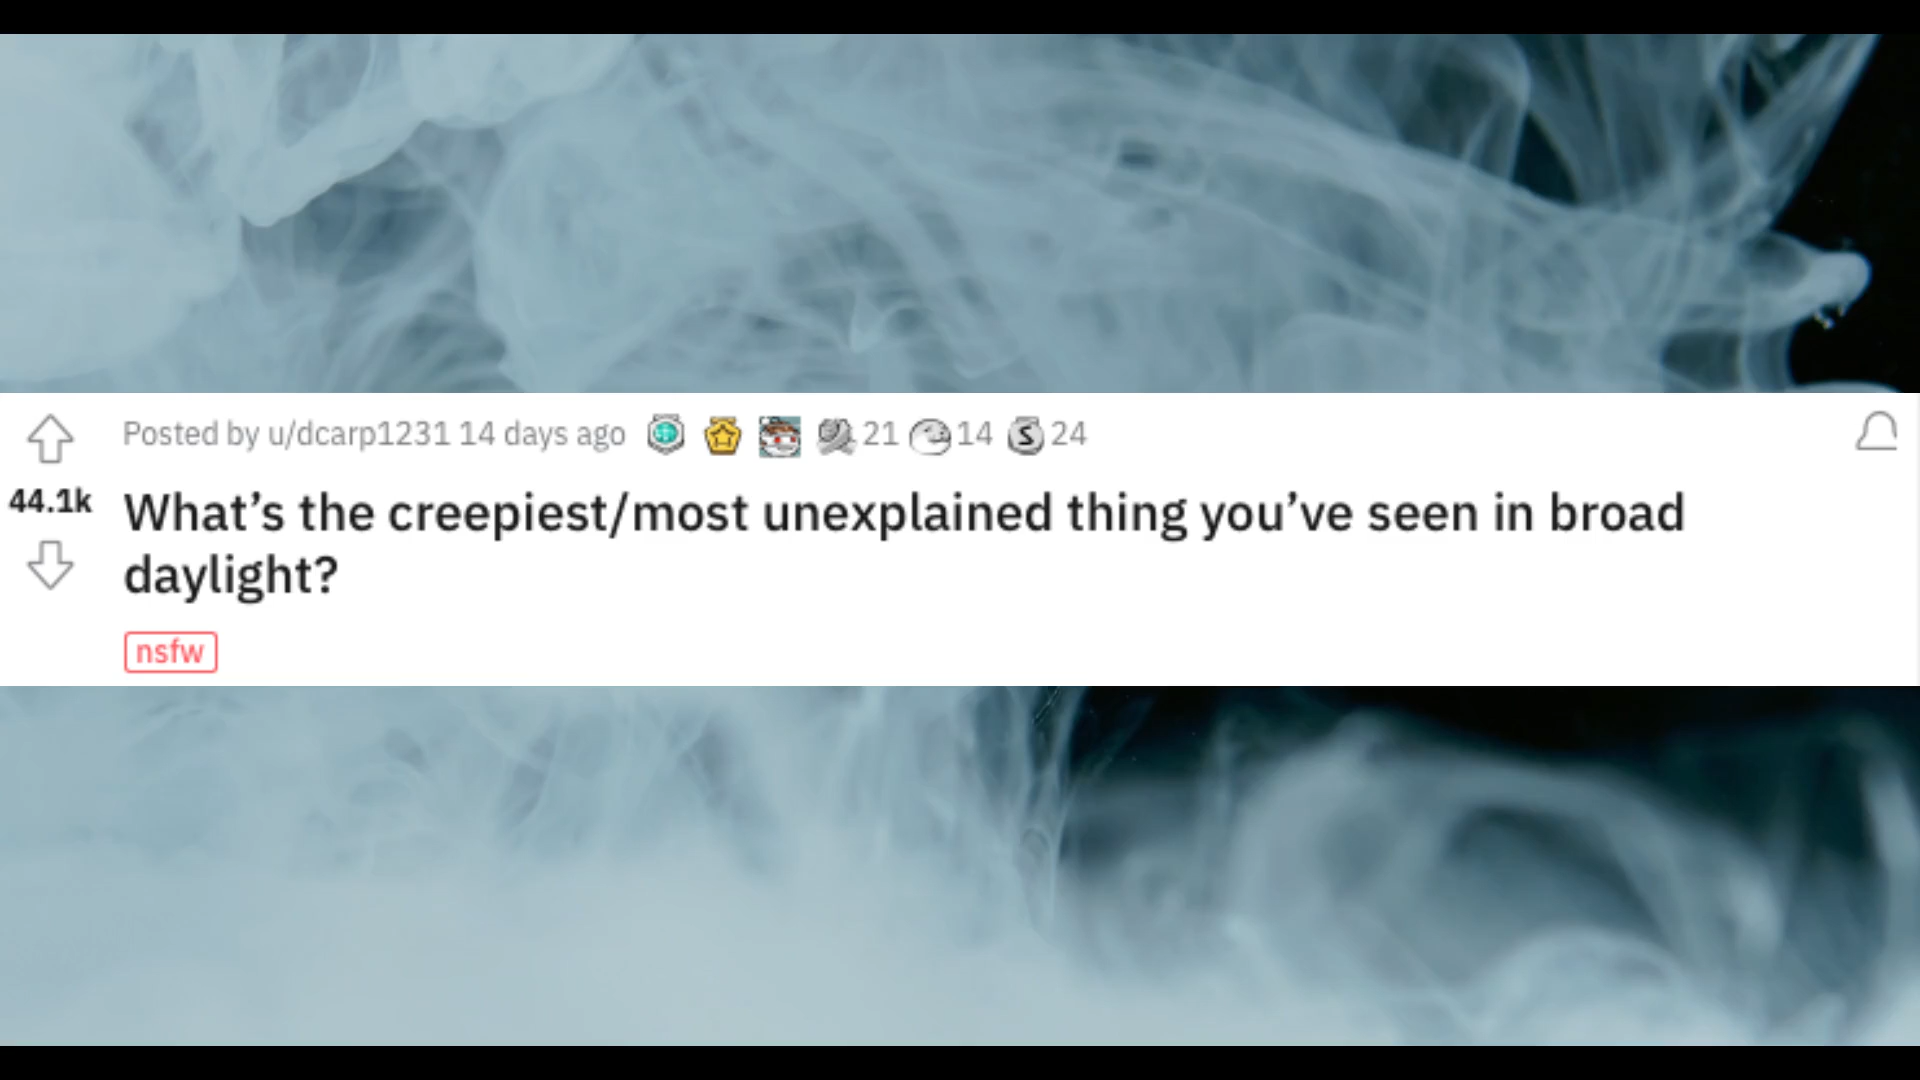 Posted by u/dcarp1231 14 days ago 21 14 S 24
44.1k
What’s the creepiest/most unexplained thing you’ve seen in broad
daylight?
nsfw